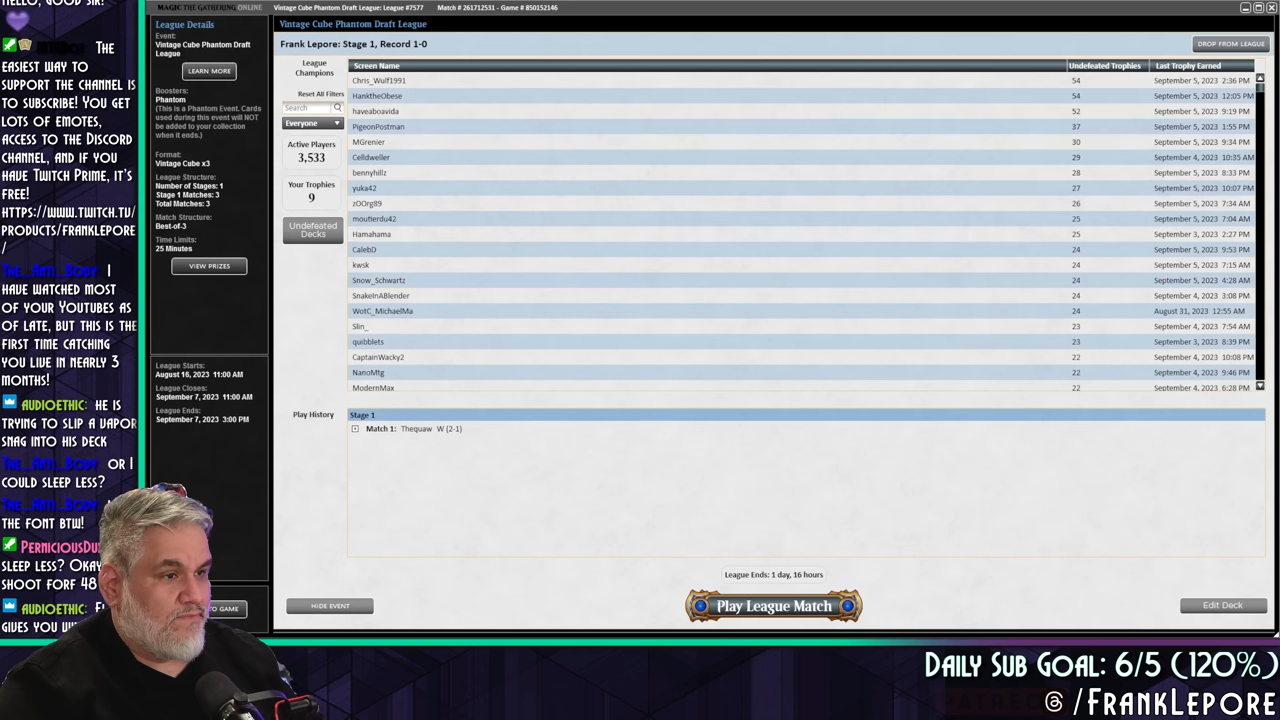 HELLO, GOOD SIR!
THE
EASIEST WAY TO
SUPPORT THE CHANNEL IS
TO SUBSCRIBE! YOU GET
LOTS OF EMOTES,
ACCESS TO THE DISCORD
CHANNEL, AND IF YOU
HAVE TWITCH PRIME, IT'S
FREE!
HTTPS://WWW.TWITCH.TV/
PRODUCTS/FRANKLEPORE
/
THE_ANTI_BODY I
HAVE WATCHED MOST
OF YOUR YOUTUBES AS
OF LATE, BUT THIS IS THE
FIRST TIME CATCHING
YOU LIVE IN NEARLY 3
MONTHS!
AUDIOETHIC: HE IS
TRYING TO SLIP A VAPOR
SNAG INTO HIS DECK
THE_ANTI_BODY OR I
COULD SLEEP LESS?
THE_ANTI_BODY
THE FONT BTW!
SLEEP LESS? OKAY
SHOOT FORF 48
AUDIOETHIC:
GIVES YOU
MAGIC THE GATHERING ONLINE
Vintage Cube Phantom Draft League: League #7577
Match # 261712531 - Game # 850152146
League Details
Event:
Vintage Cube Phantom Draft
League
LEARN MORE
Boosters:
Phantom
(This is a Phantom Event. Cards
used during this event will NOT
be added to your collection
when it ends.)
Format:
Vintage Cube x3
League Structure:
Number of Stages: 1
Stage 1 Matches: 3
Total Matches: 3
Match Structure:
Best-of-3
Time Limits:
25 Minutes
VIEW PRIZES
League Starts:
August 16, 2023 11:00 AM
League Closes:
September 7, 2023 11:00 AM
League Ends:
September 7, 2023 3:00 PM
TO GAME
Vintage Cube Phantom Draft League
Frank Lepore: Stage 1, Record 1-0
DROP FROM LEAGUE
League
Champions
Reset All Filters
Search
Everyone
Active Players
3,533
Your Trophies
9
Undefeated
Decks
Screen Name Undefeated Trophies Last Trophy Earned
Chris_Wulf1991 54 September 5, 2023 2:36 PM
HanktheObese 54 September 5, 2023 12:05 PM
haveaboavida 52 September 5, 2023 9:19 PM
PigeonPostman 37 September 5, 2023 1:55 PM
MGrenier 30 September 5, 2023 9:34 PM
Celldweller 29 September 4, 2023 10:35 AM
bennyhillz 28 September 5, 2023 8:33 PM
yuka42 27 September 5, 2023 10:07 PM
zOOrg89 26 September 5, 2023 7:34 AM
moutierdu42 25 September 5, 2023 7:04 AM
Hamahama 25 September 3, 2023 2:27 PM
CalebD 24 September 5, 2023 9:53 PM
kwsk 24 September 5, 2023 7:15 AM
Snow_Schwartz 24 September 5, 2023 4:28 AM
SnakeInABlender 24 September 4, 2023 3:08 PM
WotC_MichaelMa 24 August 31, 2023 12:55 AM
Slin_ 23 September 4, 2023 7:54 AM
quibblets 23 September 3, 2023 8:39 PM
CaptainWacky2 22 September 4, 2023 10:08 PM
NanoMtg 22 September 4, 2023 9:46 PM
ModernMax 22 September 4, 2023 6:28 PM
Play History
Stage 1
Match 1: Thequaw W (2-1)
League Ends: 1 day, 16 hours
HIDE EVENT
Play League Match
Edit Deck
DAILY SUB GOAL: 6/5 (120%)
@/FRANKLEPORE